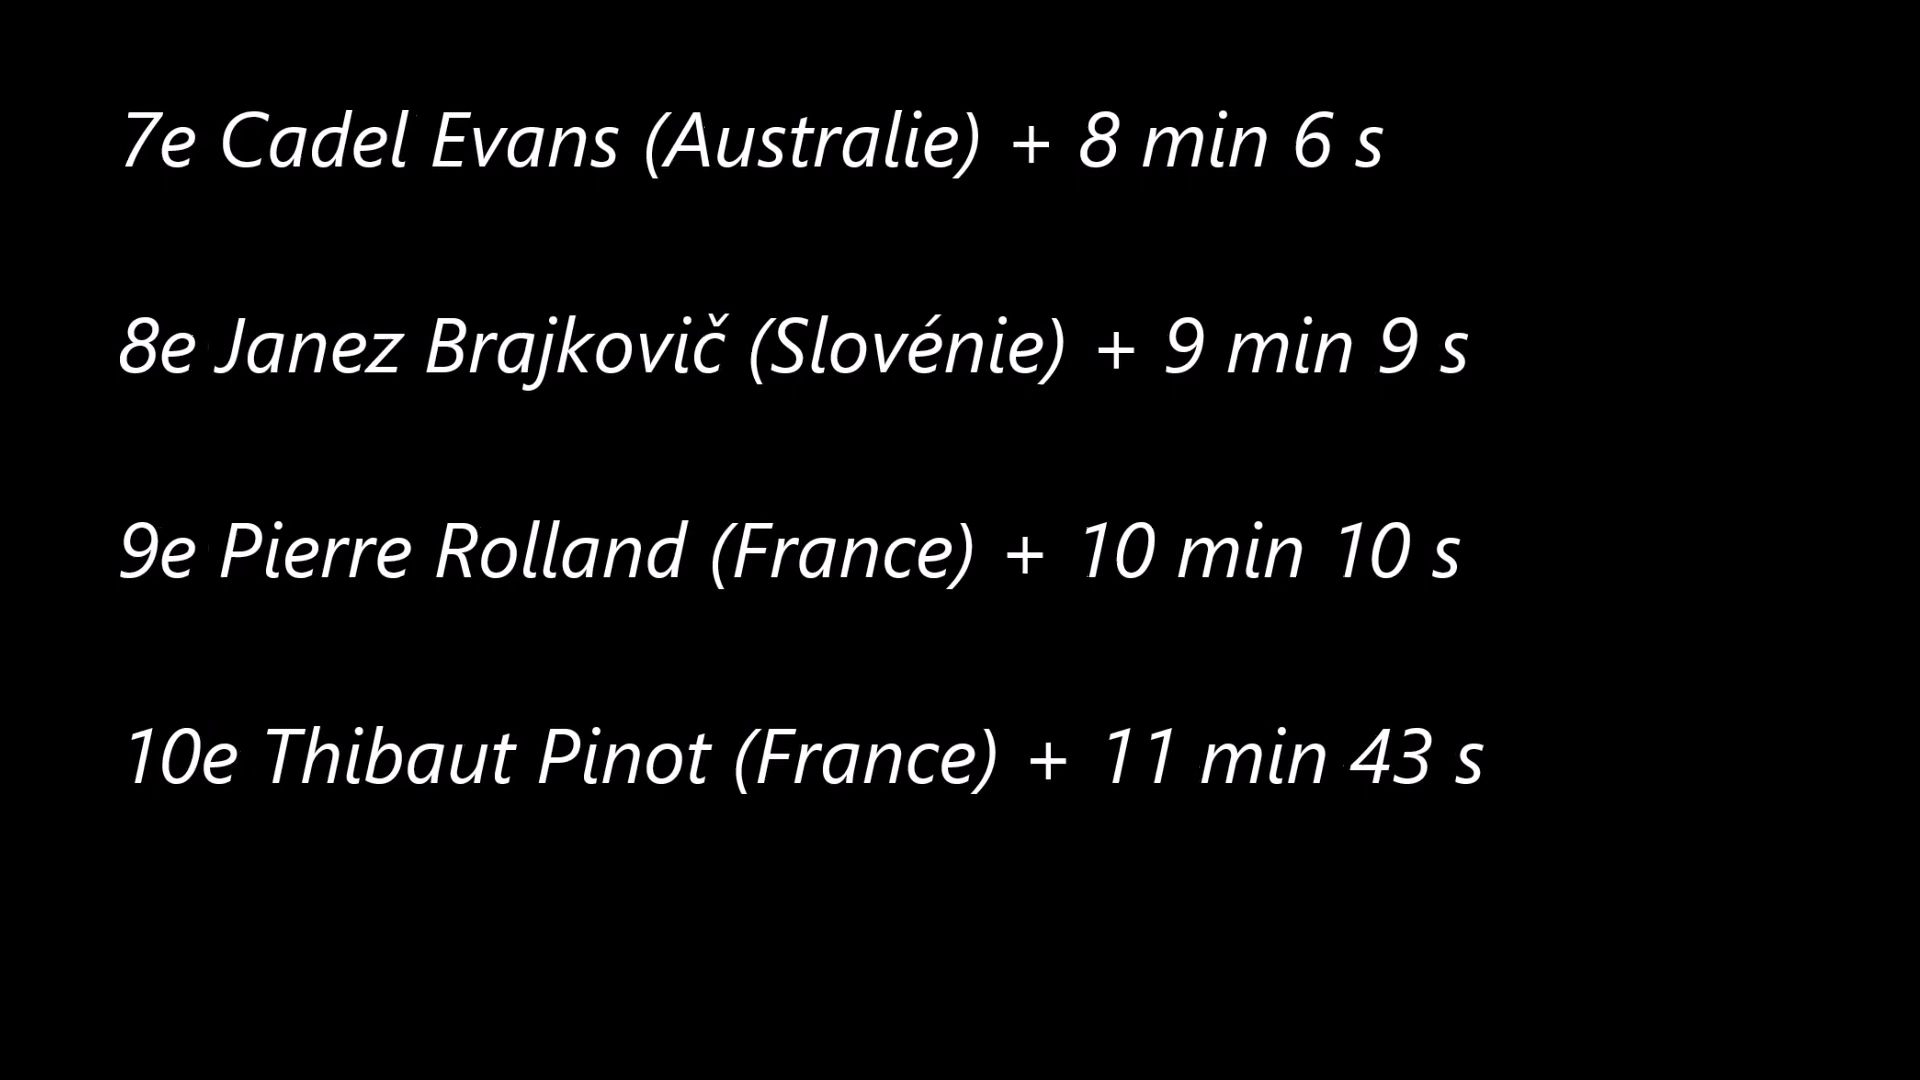 7e Cadel Evans (Australie) + 8 min 6 s
8e Janez Brajkovič (Slovénie) + 9 min 9 s
9e Pierre Rolland (France) + 10 min 10 s
10e Thibaut Pinot (France) + 11 min 43 s